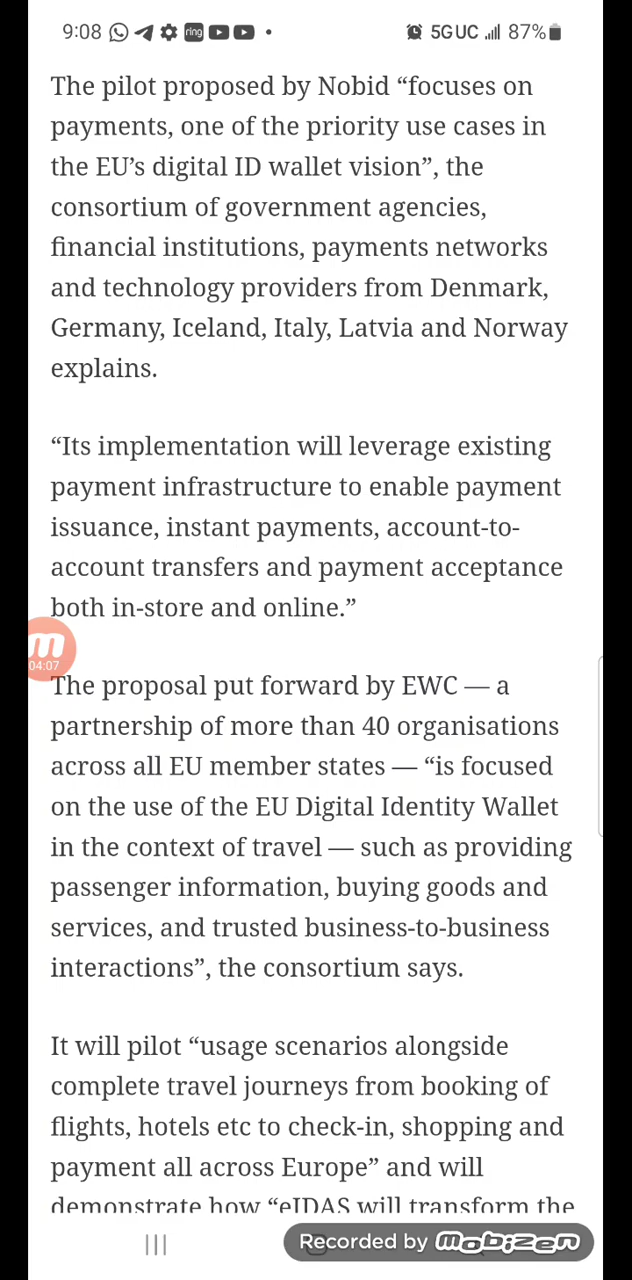 9:08 ring 5GUC 87%
The pilot proposed by Nobid “focuses on
payments, one of the priority use cases in
the EU’s digital ID wallet vision”, the
consortium of government agencies,
financial institutions, payments networks
and technology providers from Denmark,
Germany, Iceland, Italy, Latvia and Norway
explains.
“Its implementation will leverage existing
payment infrastructure to enable payment
issuance, instant payments, account-to-
account transfers and payment acceptance
both in-store and online.”
m
04:07
The proposal put forward by EWC — a
partnership of more than 40 organisations
across all EU member states — “is focused
on the use of the EU Digital Identity Wallet
in the context of travel — such as providing
passenger information, buying goods and
services, and trusted business-to-business
interactions”, the consortium says.
It will pilot “usage scenarios alongside
complete travel journeys from booking of
flights, hotels etc to check-in, shopping and
payment all across Europe” and will
demonstrate how “eIDAS will transform the
Recorded by mobizen